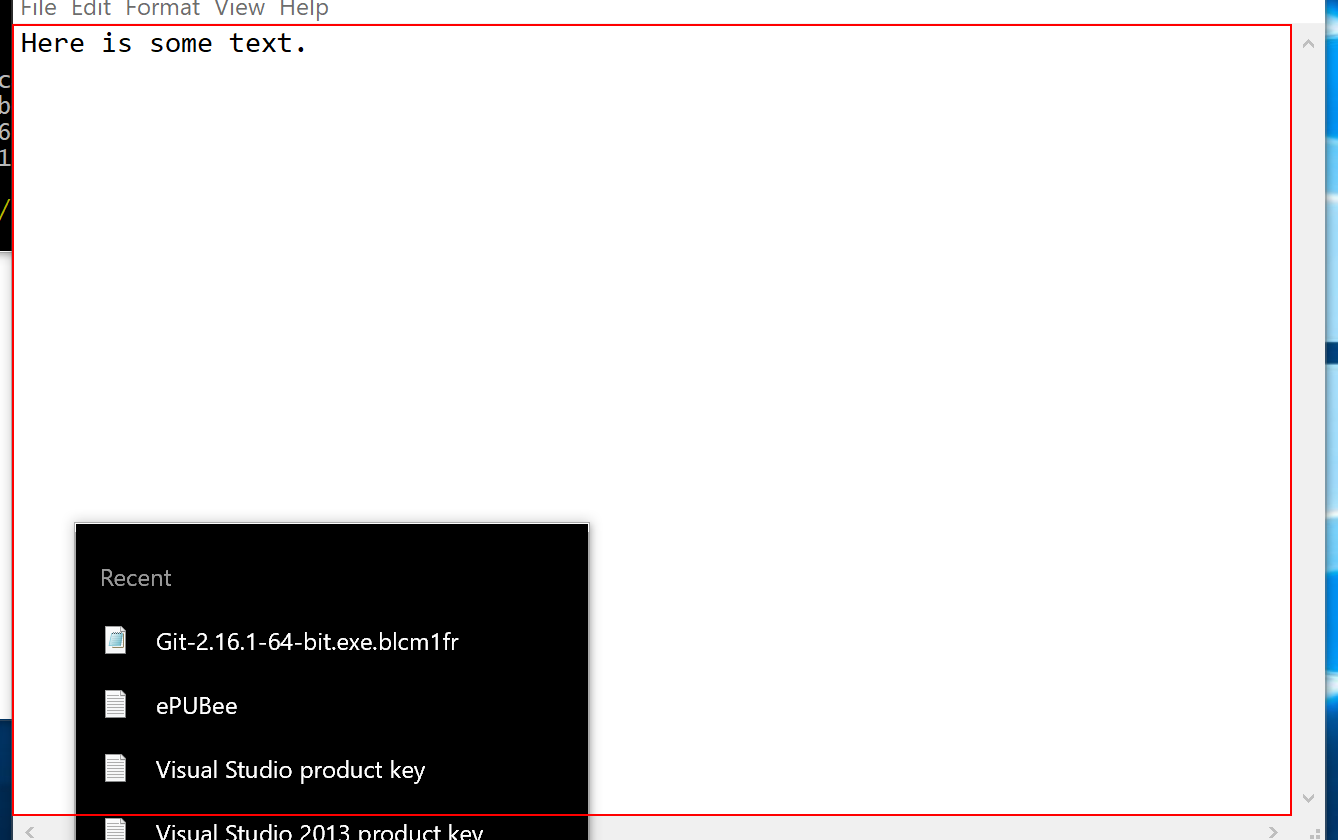 File Edit Format View Help
Here is some text.
c
b
6
1
/
Recent
Git-2.16.1-64-bit.exe.blcm1fr
ePUBee
Visual Studio product key
Visual Studio 2013 product key